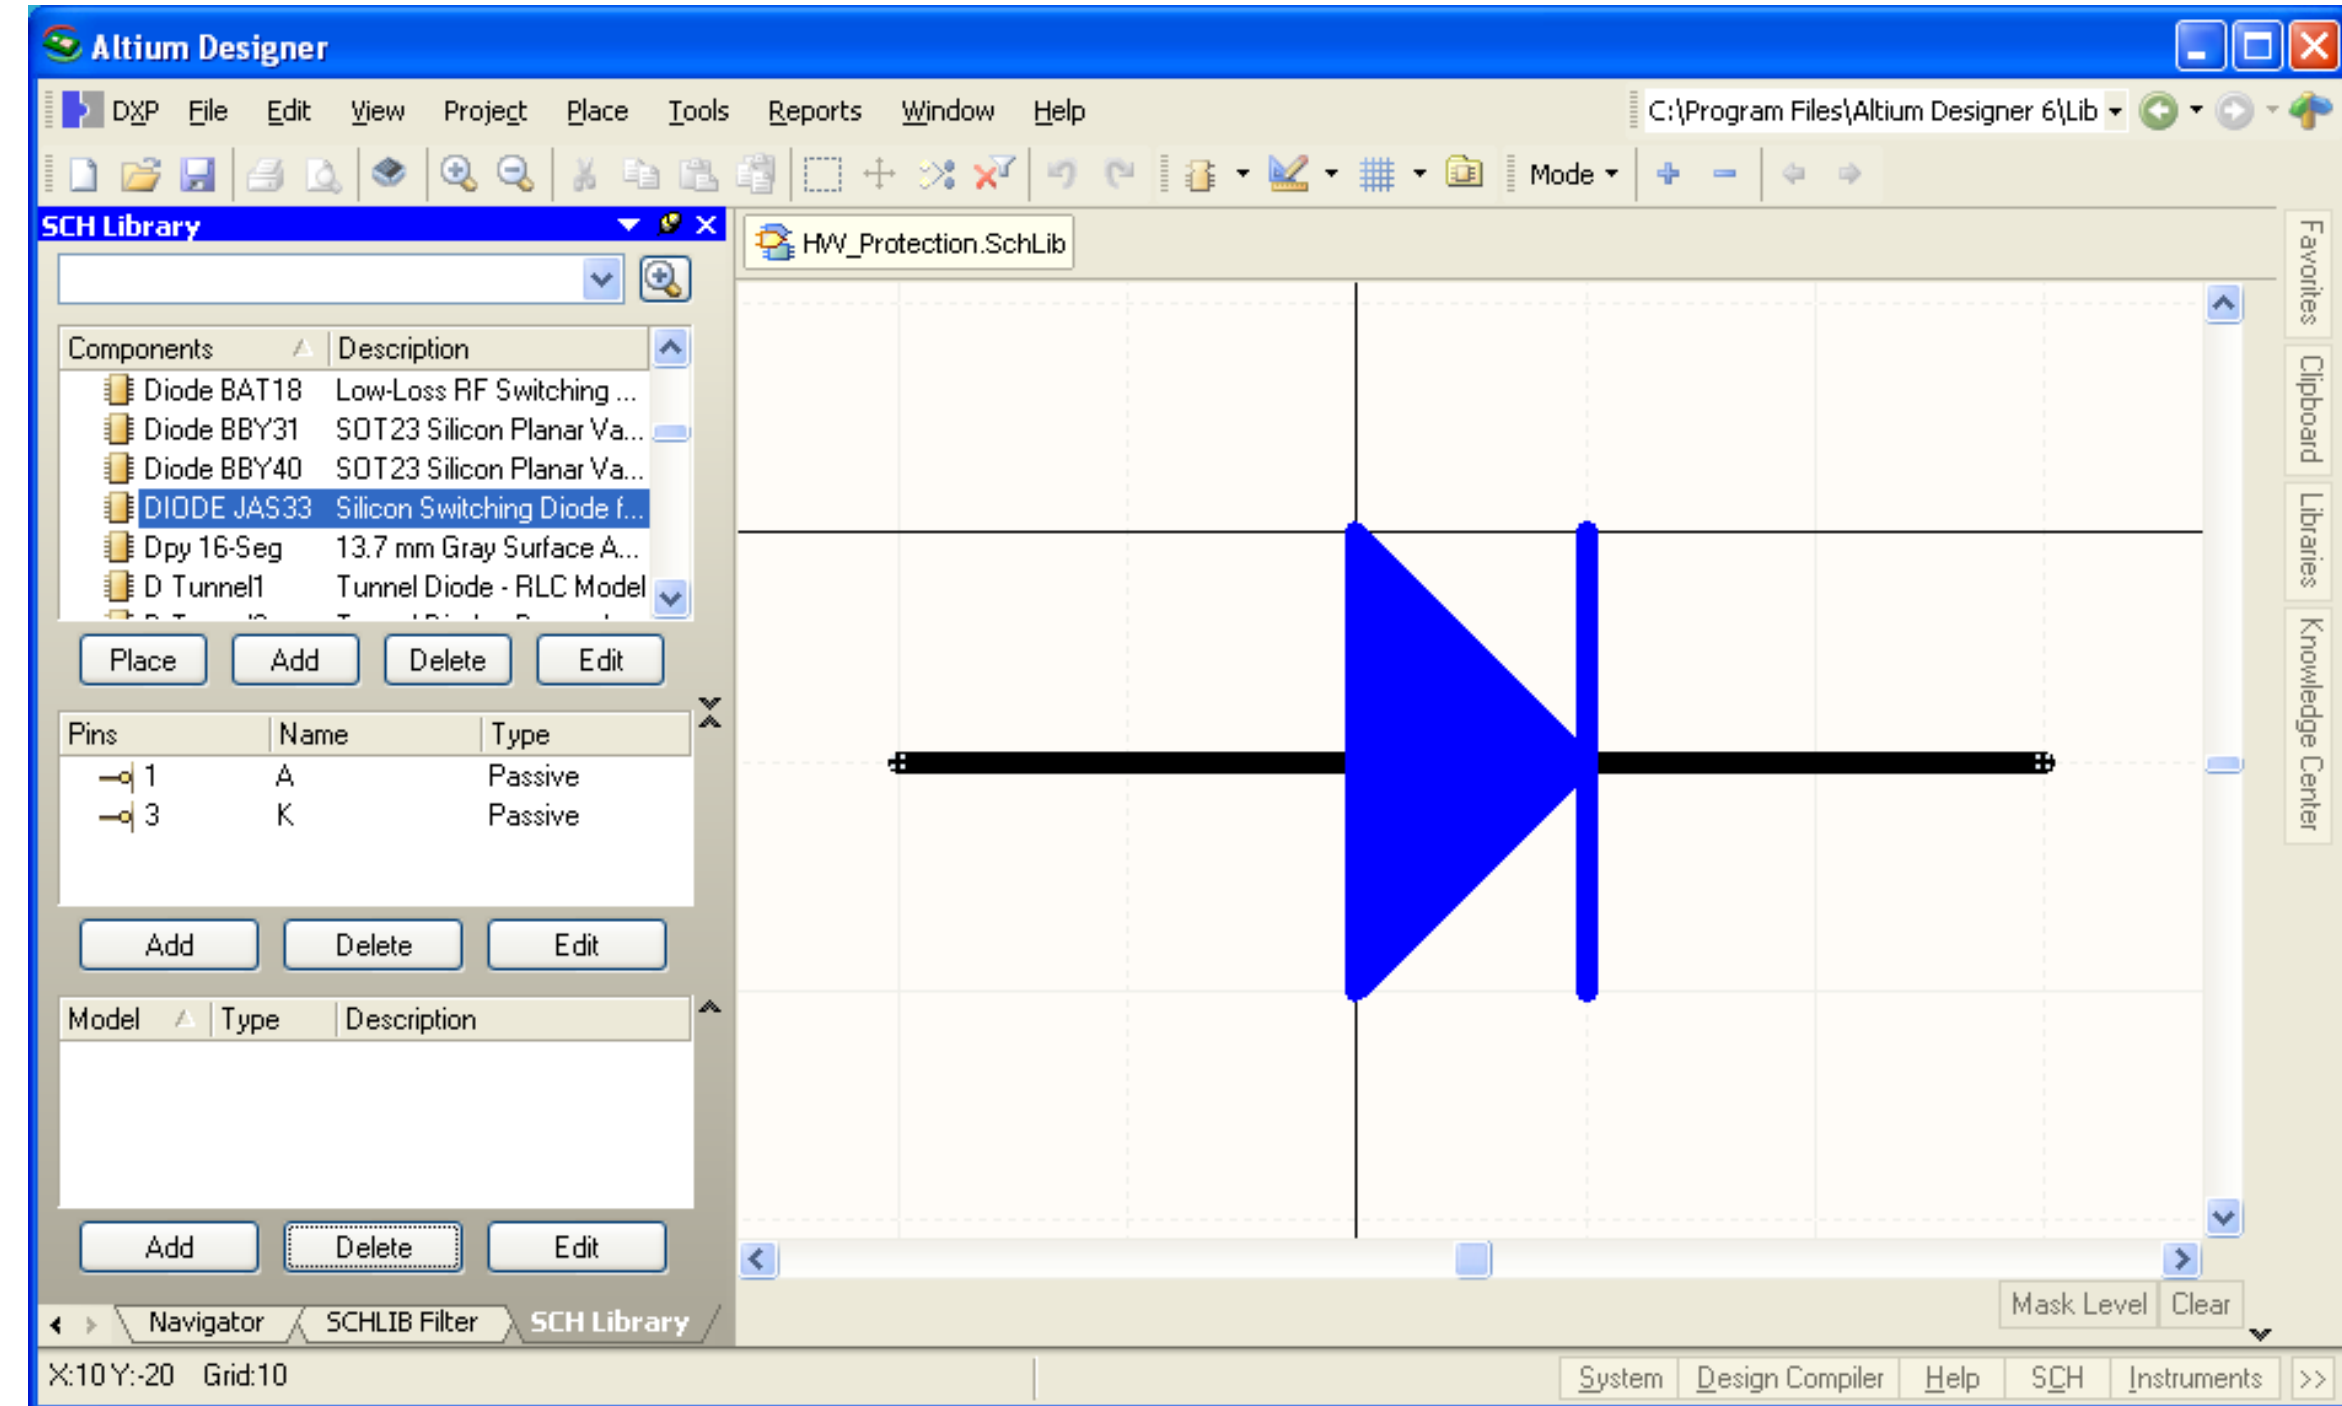 Altium Designer
DXP File Edit View Project Place Tools Reports Window Help C:\Program Files\Altium Designer 6\Lib
Mode
SCH Library
HW_Protection.SchLib
Components Description
Diode BAT18 Low-Loss RF Switching ...
Diode BBY31 SOT23 Silicon Planar Va...
Diode BBY40 SOT23 Silicon Planar Va...
DIODE JAS33 Silicon Switching Diode f...
Dpy 16-Seg 13.7 mm Gray Surface A...
D Tunnel1 Tunnel Diode - RLC Model
Place Add Delete Edit
Pins Name Type
1 A Passive
3 K Passive
Add Delete Edit
Model Type Description
Add Delete Edit
Navigator SCHLIB Filter SCH Library
Favorites
Clipboard
Libraries
Knowledge Center
Mask Level Clear
X:10 Y:-20 Grid:10
System Design Compiler Help SCH Instruments >>